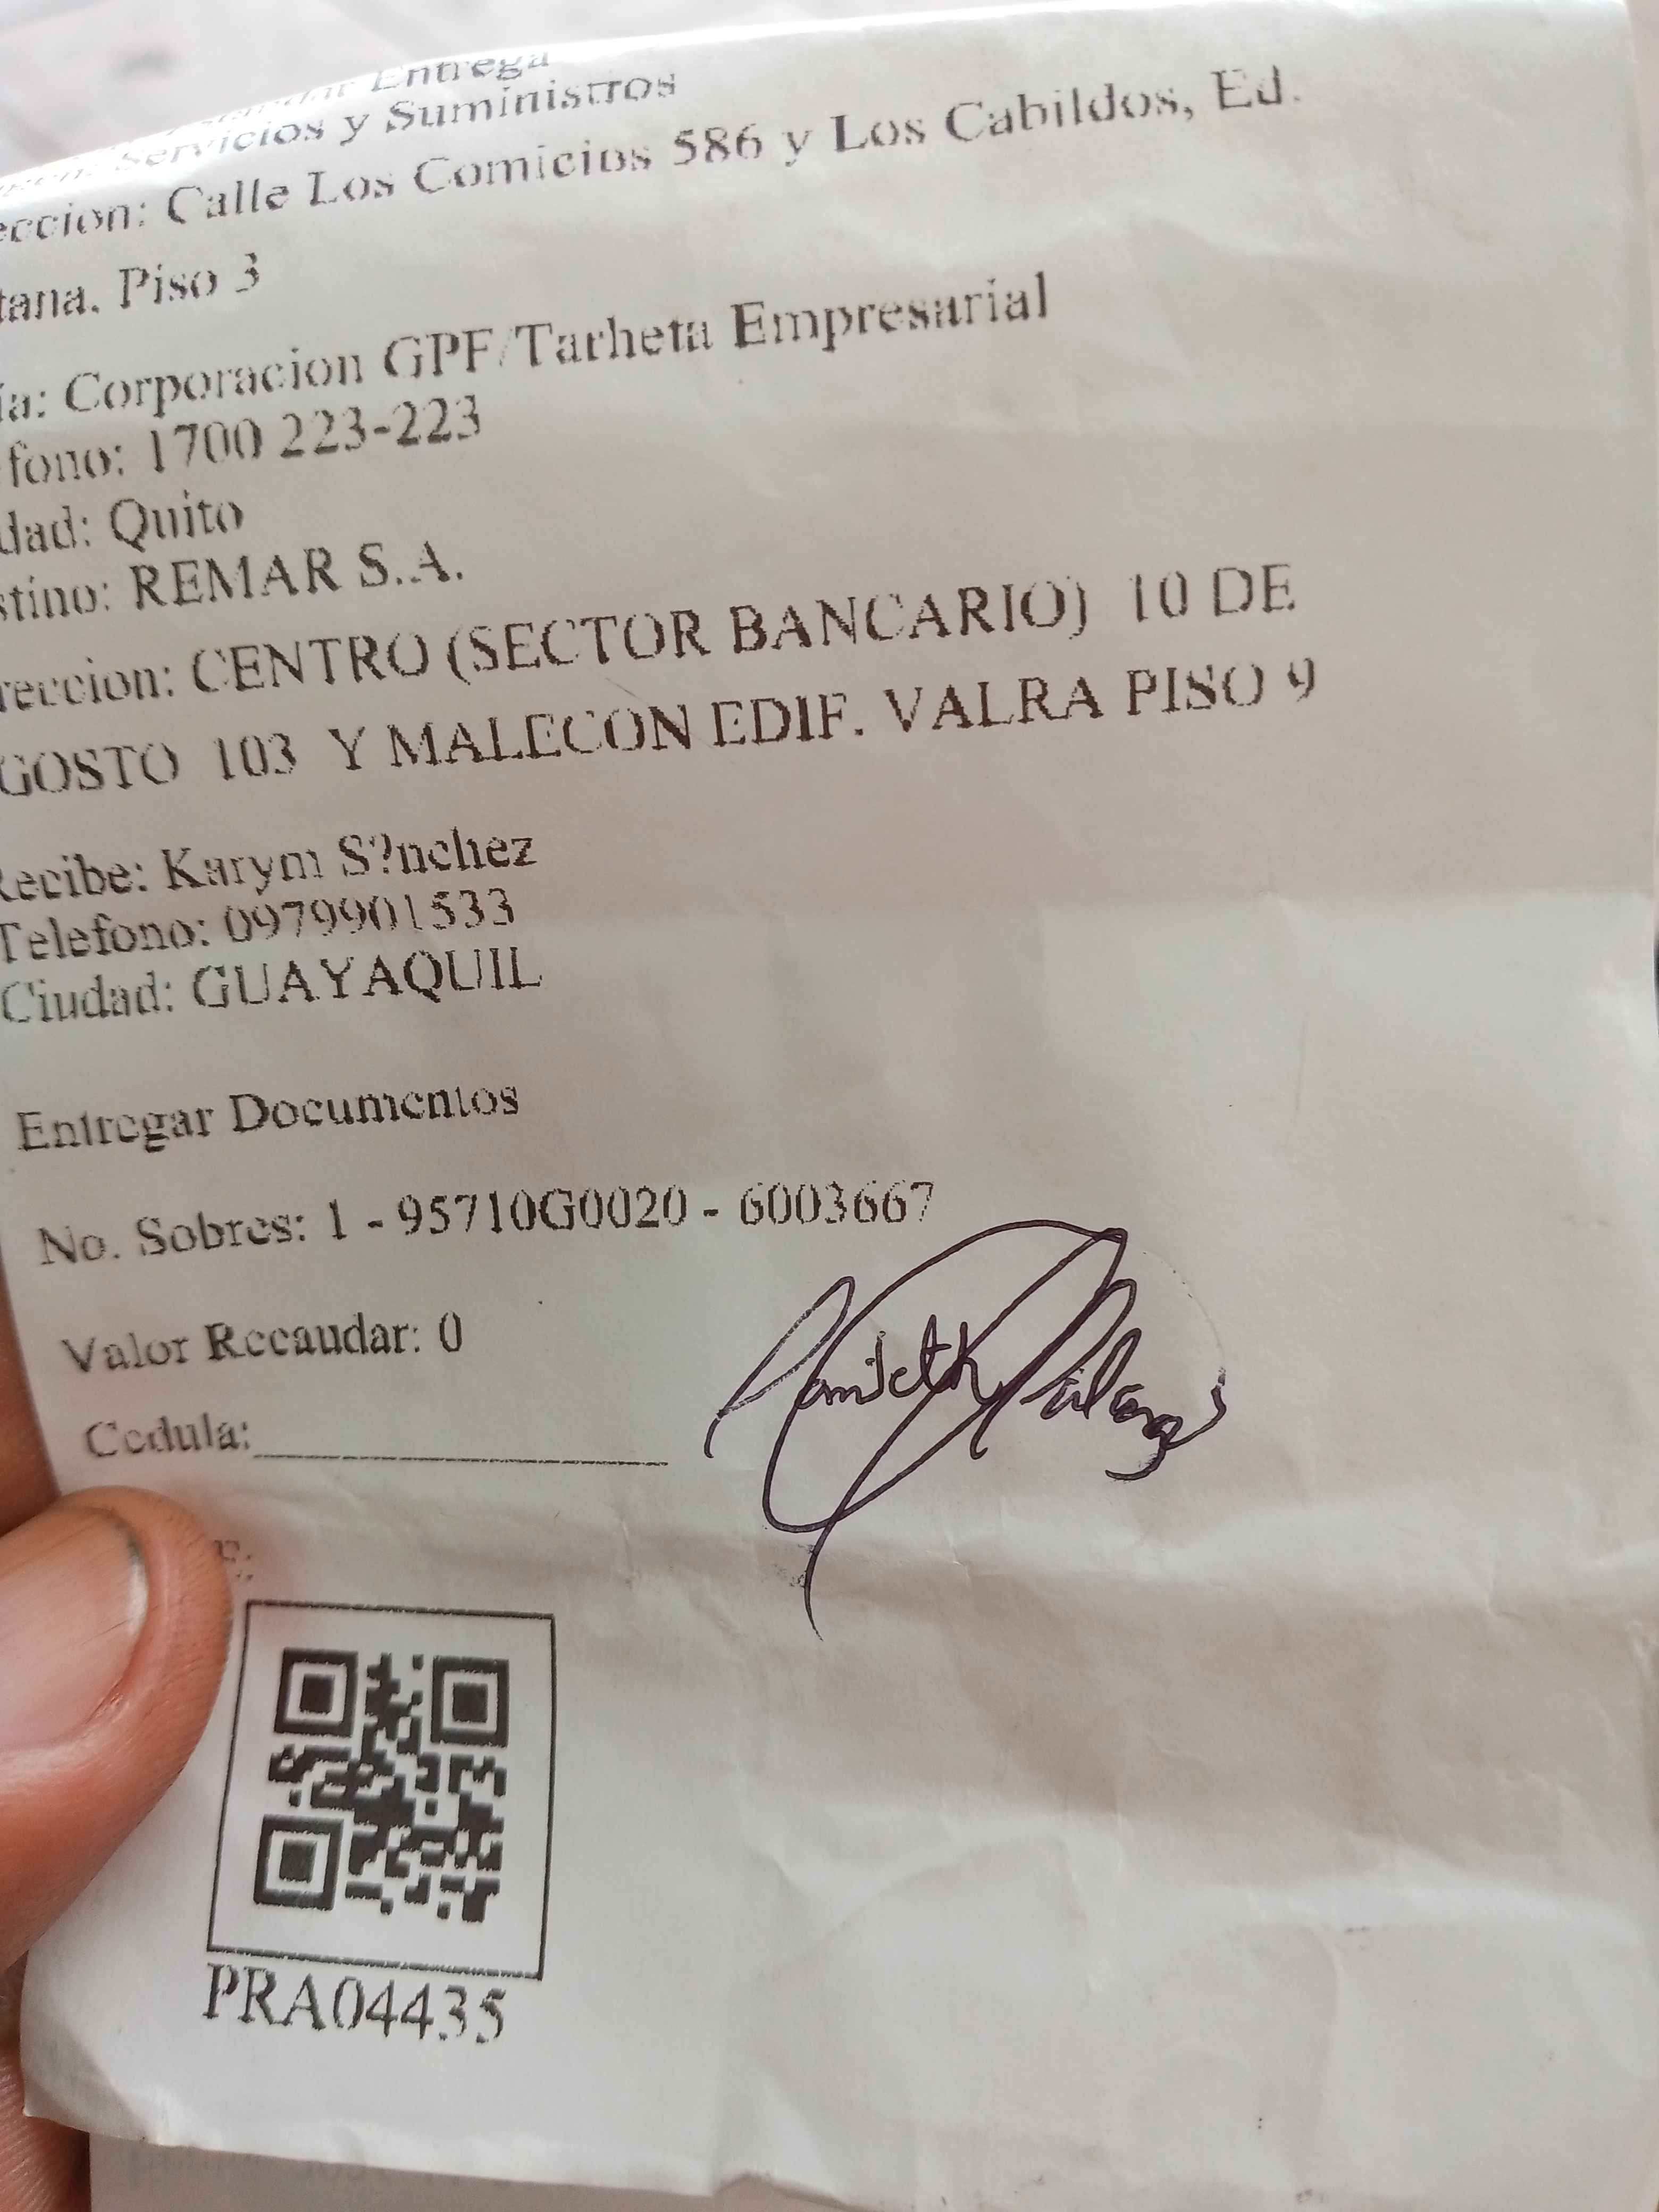 Entrega
Servicios y Suministros
eccion: Calle Los Comicios 586 y Los Cabildos, Ed.
tana. Piso 3
ia: Corporacion GPF/Tarheta Empresarial
fono: 1700 223-223
dad: Quito
stino: REMAR S.A.
reccion: CENTRO (SECTOR BANCARIO) 10 DE
GOSTO 103 Y MALECON EDIF. VALRA PISO 9
Recibe: Karym S?nchez
Telefono: 0979901533
Ciudad: GUAYAQUIL
Entregar Documentos
No. Sobres: 1 - 95710G0020 - 6003667
Valor Recaudar: 0
Cedula:
PRA04435